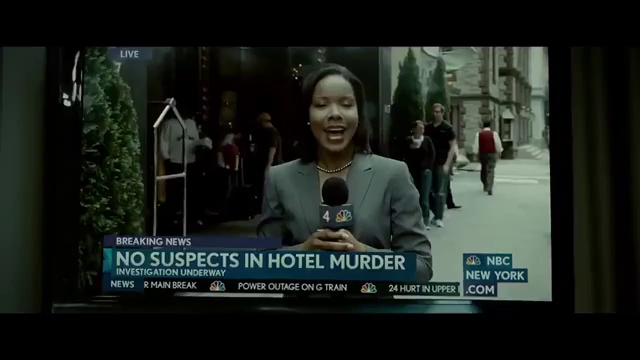 LIVE
4
BREAKING NEWS
NO SUSPECTS IN HOTEL MURDER
INVESTIGATION UNDERWAY
NBC
NEW YORK
.COM
NEWS R MAIN BREAK POWER OUTAGE ON G TRAIN 24 HURT IN UPPER